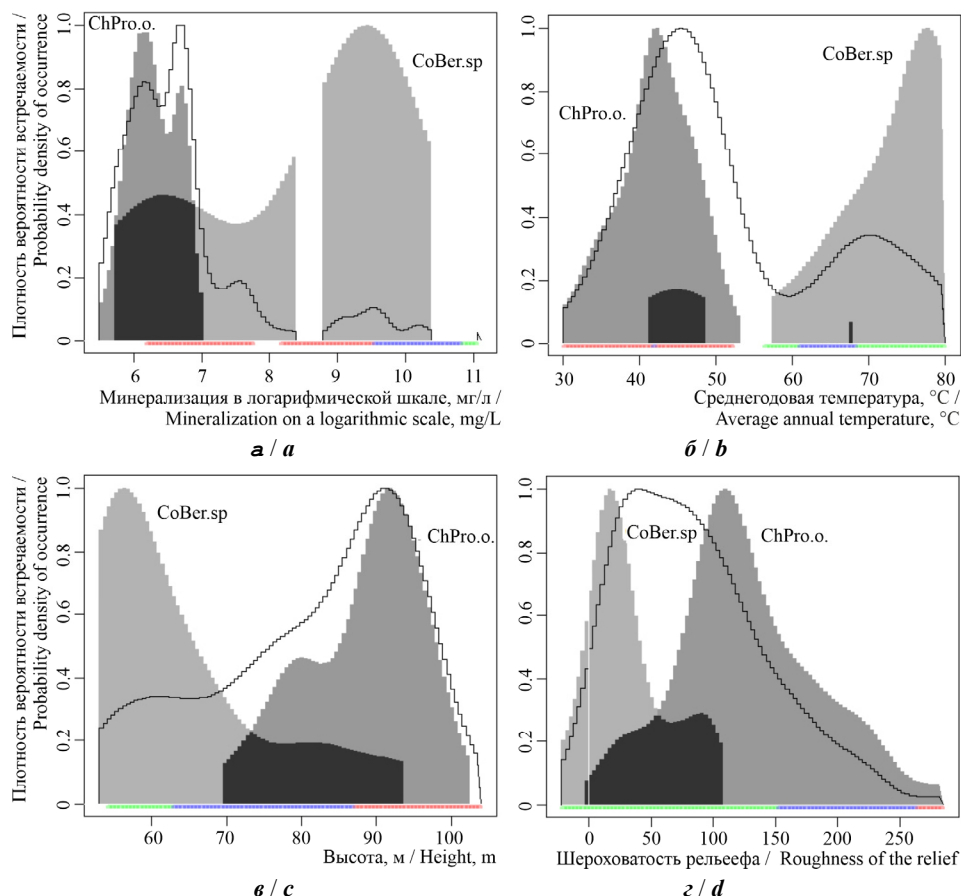 Плотность вероятности встречаемости /
Probability density of occurrence
1.0
0.8
0.6
0.4
0.2
0
ChPro.o.
CoBer.sp
6
7
8
9
10
11
Минерализация в логарифмической шкале, мг/л /
Mineralization on a logarithmic scale, mg/L
а / a
1.0
0.8
0.6
0.4
0.2
0
CoBer.sp
ChPro.o.
30
40
50
60
70
80
Среднегодовая температура, °C /
Average annual temperature, °C
б / b
Плотность вероятности встречаемости /
Probability density of occurrence
1.0
0.8
0.6
0.4
0.2
0
CoBer.sp
ChPro.o.
60
70
80
90
100
Высота, м / Height, m
в / c
1.0
0.8
0.6
0.4
0.2
0
CoBer.sp
ChPro.o.
0
50
100
150
200
250
Шероховатость рельеефа / Roughness of the relief
г / d